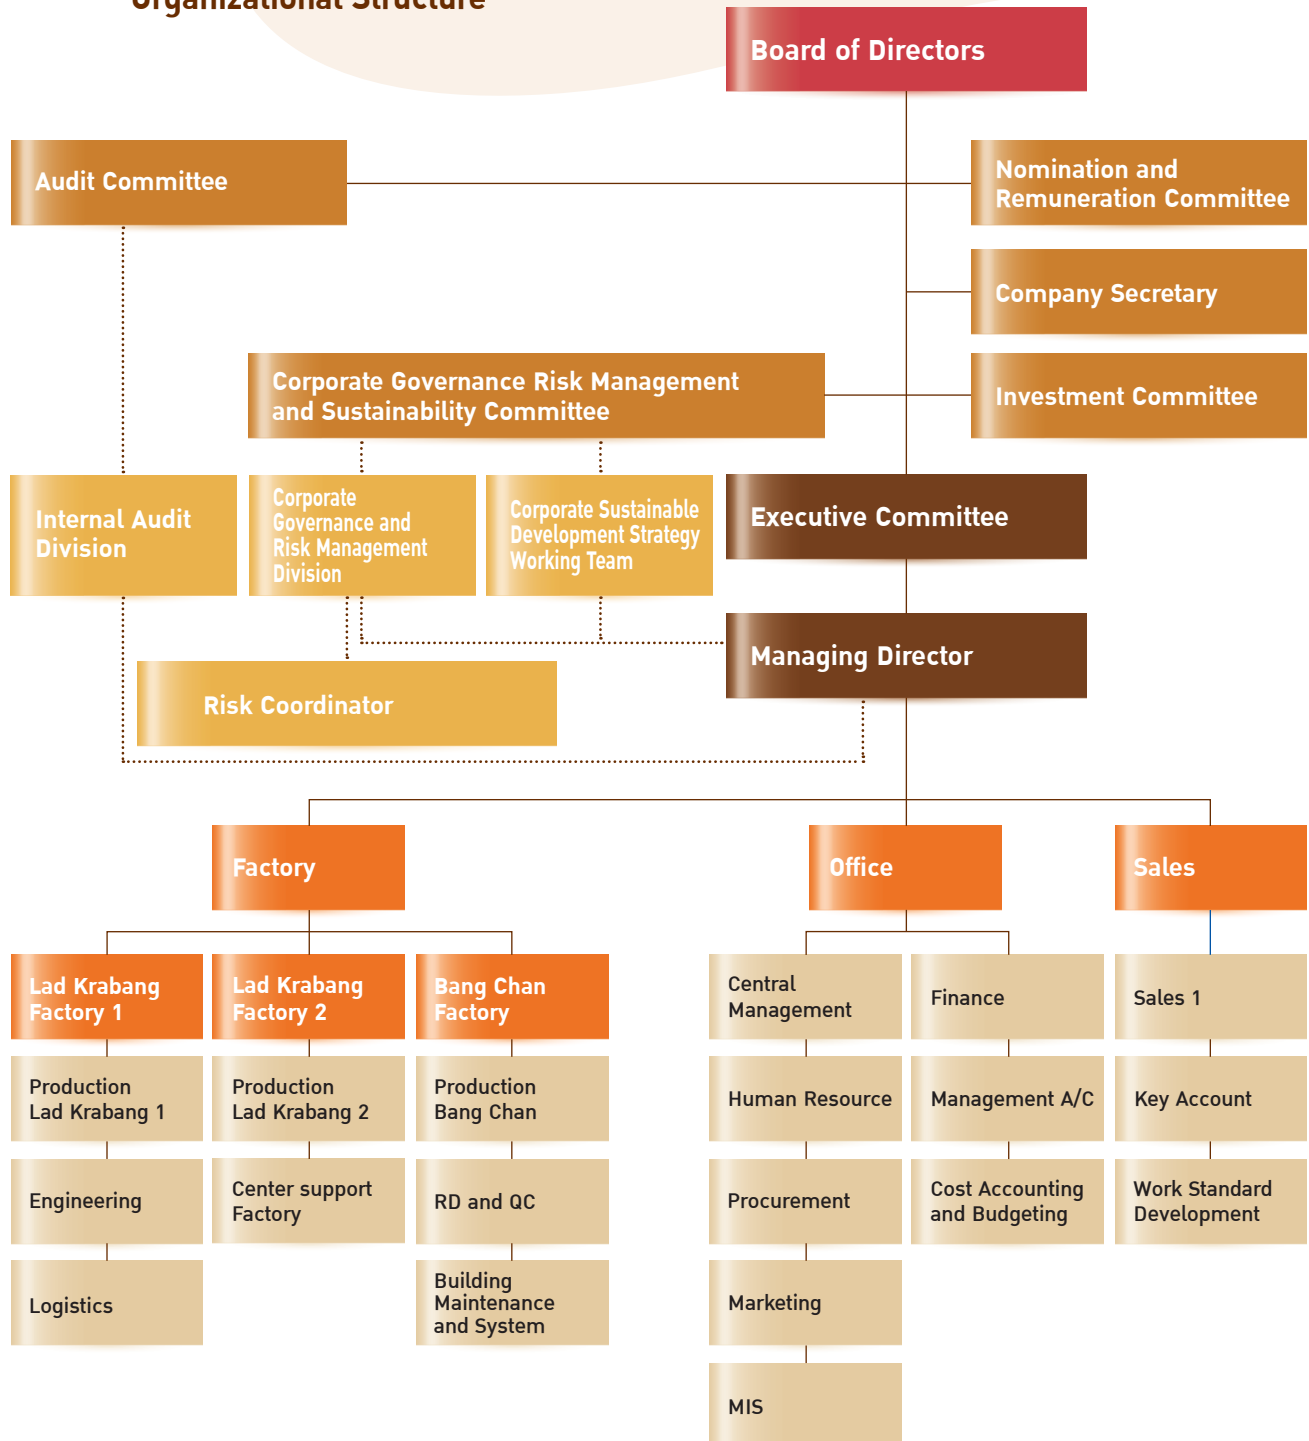 Organizational Structure
Board of Directors
Audit Committee
Nomination and
Remuneration Committee
Company Secretary
Corporate Governance Risk Management
and Sustainability Committee
Investment Committee
Internal Audit
Division
Corporate
Governance and
Risk Management
Division
Corporate Sustainable
Development Strategy
Working Team
Executive Committee
Managing Director
Risk Coordinator
Factory
Office
Sales
Lad Krabang
Factory 1
Lad Krabang
Factory 2
Bang Chan
Factory
Central
Management
Finance
Sales 1
Production
Lad Krabang 1
Production
Lad Krabang 2
Production
Bang Chan
Human Resource
Management A/C
Key Account
Engineering
Center support
Factory
RD and QC
Procurement
Cost Accounting
and Budgeting
Work Standard
Development
Logistics
Building
Maintenance
and System
Marketing
MIS